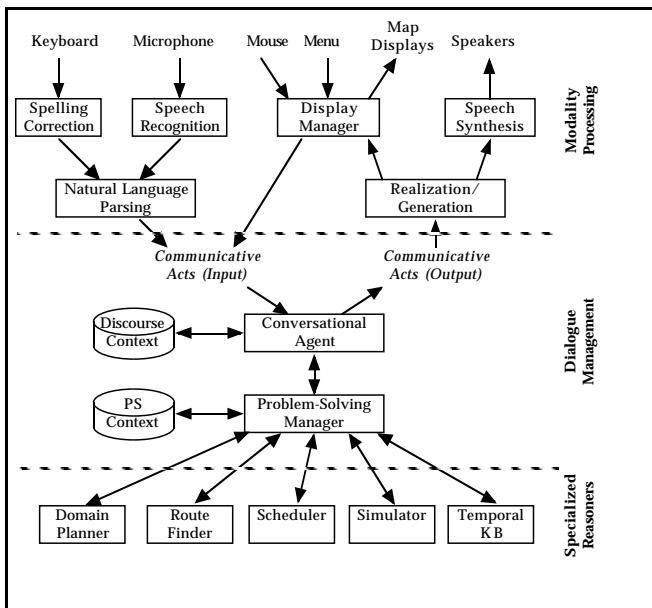 Keyboard
Microphone
Mouse
Menu
Map
Displays
Speakers
Spelling
Correction
Speech
Recognition
Display
Manager
Speech
Synthesis
Modality
Processing
Natural Language
Parsing
Realization/
Generation
Communicative
Acts (Input)
Communicative
Acts (Output)
Discourse
Context
Conversational
Agent
Dialogue
Management
PS
Context
Problem-Solving
Manager
Domain
Planner
Route
Finder
Scheduler
Simulator
Temporal
KB
Specialized
Reasoners